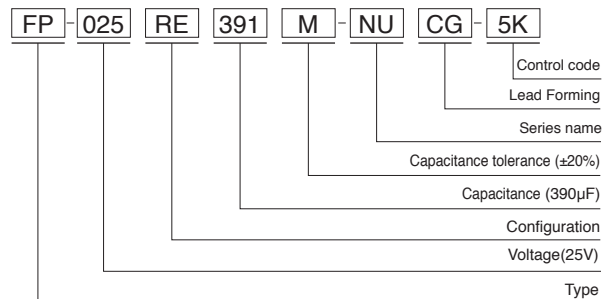 FP-025 RE 391 M-NU CG-5K
Control code
Lead Forming
Series name
Capacitance tolerance (±20%)
Capacitance (390µF)
Configuration
Voltage(25V)
Type